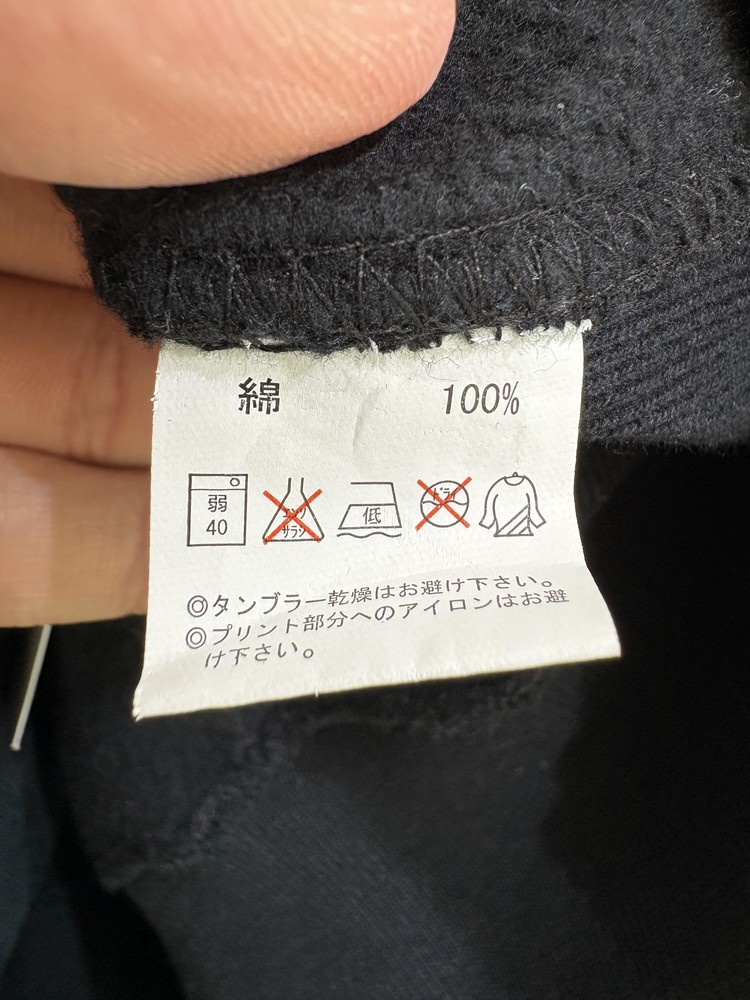 綿 100%
弱 40
エンソ サラシ
低
ドライ
◎タンブラー乾燥はお避け下さい。
◎プリント部分へのアイロンはお避
け下さい。